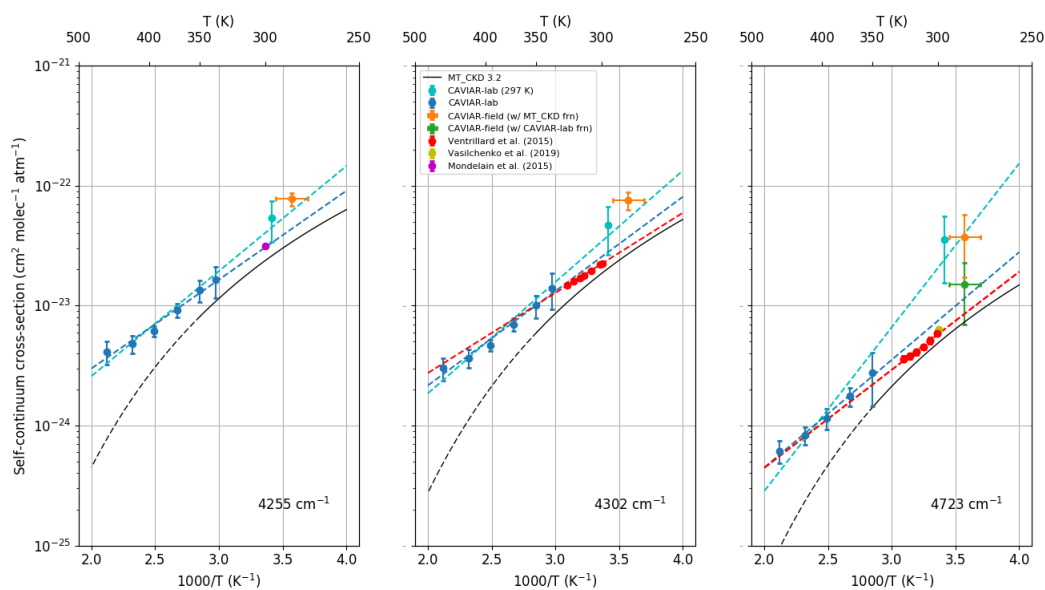 T (K)
T (K)
T (K)
500 400 350 300 250
500 400 350 300 250
500 400 350 300 250
10⁻²¹
10⁻²²
10⁻²³
10⁻²⁴
10⁻²⁵
Self-continuum cross-section (cm² molec⁻¹ atm⁻¹)
MT_CKD 3.2
CAVIAR-lab (297 K)
CAVIAR-lab
CAVIAR-field (w/ MT_CKD frn)
CAVIAR-field (w/ CAVIAR-lab frn)
Ventrillard et al. (2015)
Vasilchenko et al. (2019)
Mondelain et al. (2015)
4255 cm⁻¹
4302 cm⁻¹
4723 cm⁻¹
2.0 2.5 3.0 3.5 4.0
2.0 2.5 3.0 3.5 4.0
2.0 2.5 3.0 3.5 4.0
1000/T (K⁻¹)
1000/T (K⁻¹)
1000/T (K⁻¹)